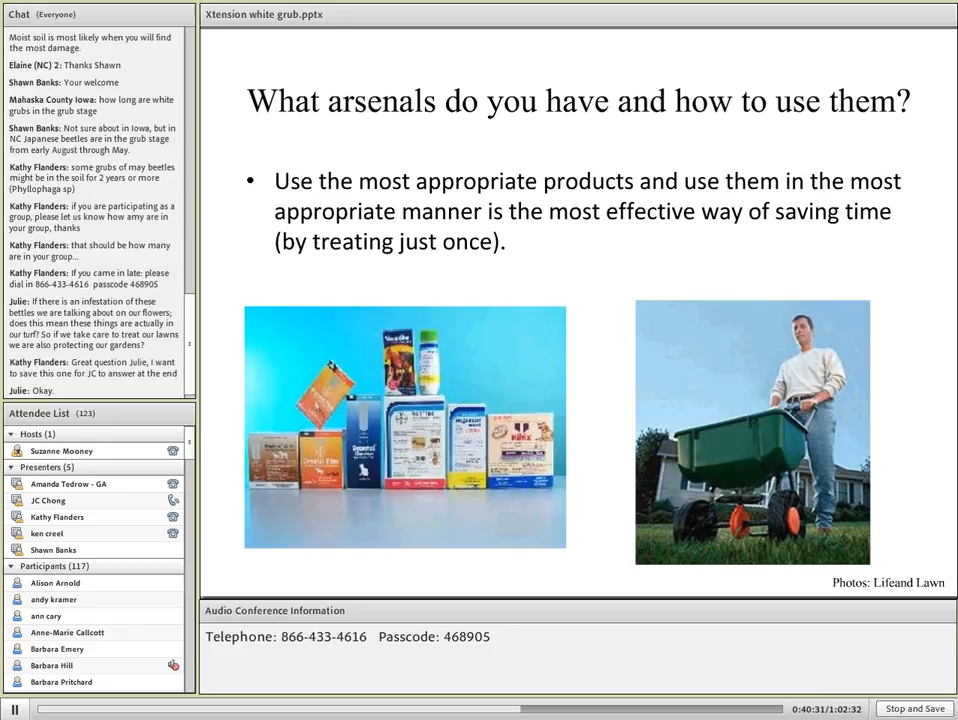 Chat (Everyone)
Moist soil is most likely when you will find
the most damage.
Elaine (NC) 2: Thanks Shawn
Shawn Banks: Your welcome
Mahaska County Iowa: how long are white
grubs in the grub stage
Shawn Banks: Not sure about in Iowa, but in
NC Japanese beetles are in the grub stage
from early August through May.
Kathy Flanders: some grubs of may beetles
might be in the soil for 2 years or more
(Phyllophaga sp)
Kathy Flanders: if you are participating as a
group, please let us know how amy are in
your group, thanks
Kathy Flanders: that should be how many
are in your group...
Kathy Flanders: If you came in late: please
dial in 866-433-4616 passcode 468905
Julie: If there is an infestation of these
bettles we are talking about on our flowers;
does this mean these things are actually in
our turf? So if we take care to treat our lawns
we are also protecting our gardens?
Kathy Flanders: Great question Julie, I want
to save this one for JC to answer at the end
Julie: Okay.
Attendee List (123)
Hosts (1)
Suzanne Mooney
Presenters (5)
Amanda Tedrow - GA
JC Chong
Kathy Flanders
ken creel
Shawn Banks
Participants (117)
Alison Arnold
andy kramer
ann cary
Anne-Marie Callcott
Barbara Emery
Barbara Hill
Barbara Pritchard
Xtension white grub.pptx
What arsenals do you have and how to use them?
• Use the most appropriate products and use them in the most
appropriate manner is the most effective way of saving time
(by treating just once).
Photos: Lifeand Lawn
Audio Conference Information
Telephone: 866-433-4616 Passcode: 468905
0:40:31/1:02:32
Stop and Save